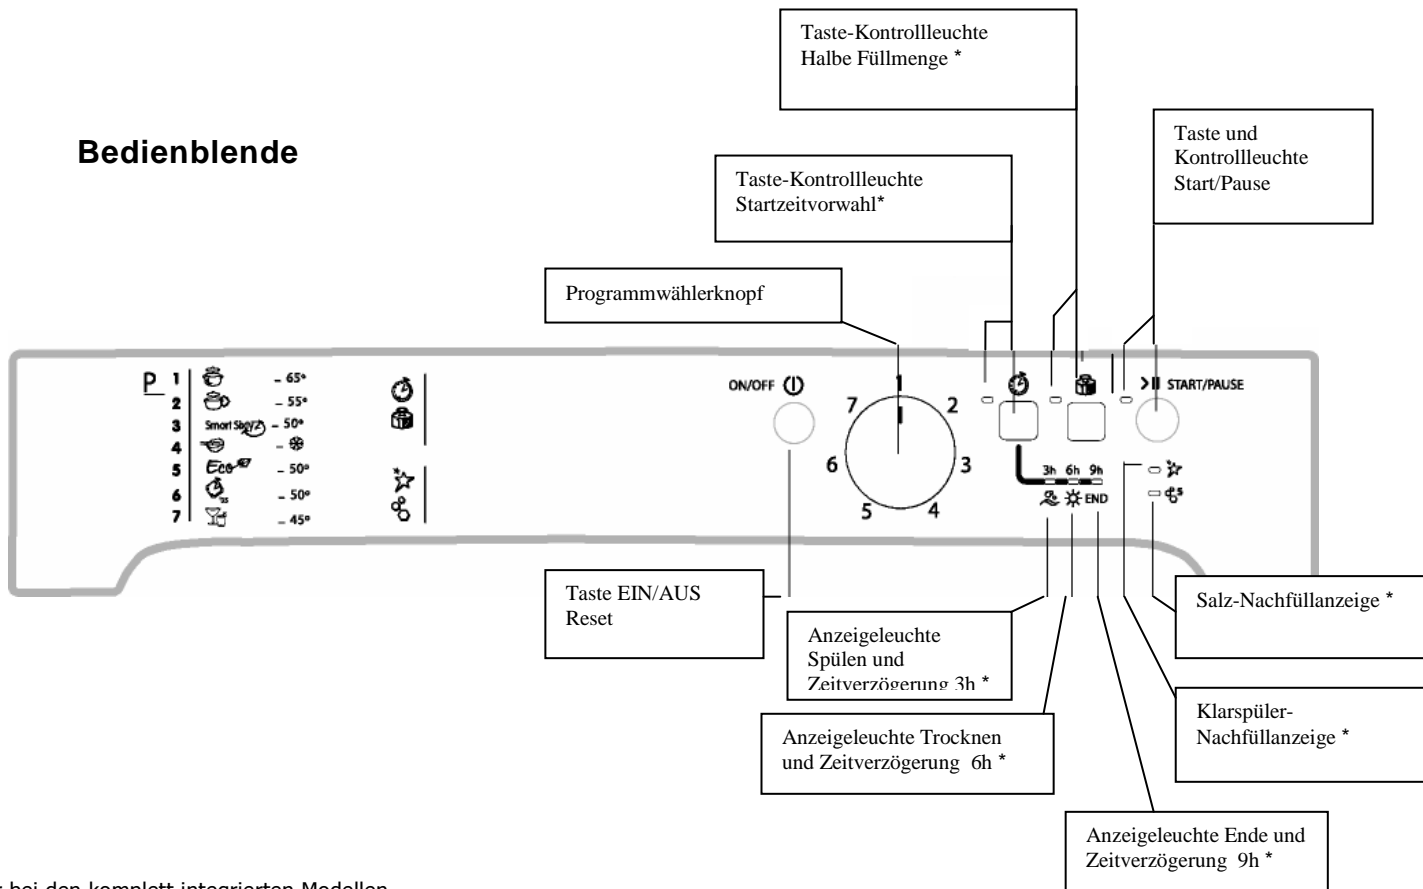 Taste-Kontrollleuchte
Halbe Füllmenge *
Bedienblende
Taste und
Kontrollleuchte
Start/Pause
Taste-Kontrollleuchte
Startzeitvorwahl*
Programmwählerknopf
P
1 – 65°
2 – 55°
3 – 50°
4 –
5 Eco – 50°
6 25 – 50°
7 – 45°
ON/OFF
1
2
3
4
5
6
7
START/PAUSE
3h 6h 9h
END
S
Taste EIN/AUS
Reset
Anzeigeleuchte
Spülen und
Zeitverzögerung 3h *
Salz-Nachfüllanzeige *
Anzeigeleuchte Trocknen
und Zeitverzögerung 6h *
Klarspüler-
Nachfüllanzeige *
Anzeigeleuchte Ende und
Zeitverzögerung 9h *
bei den komplett integrierten Modellen